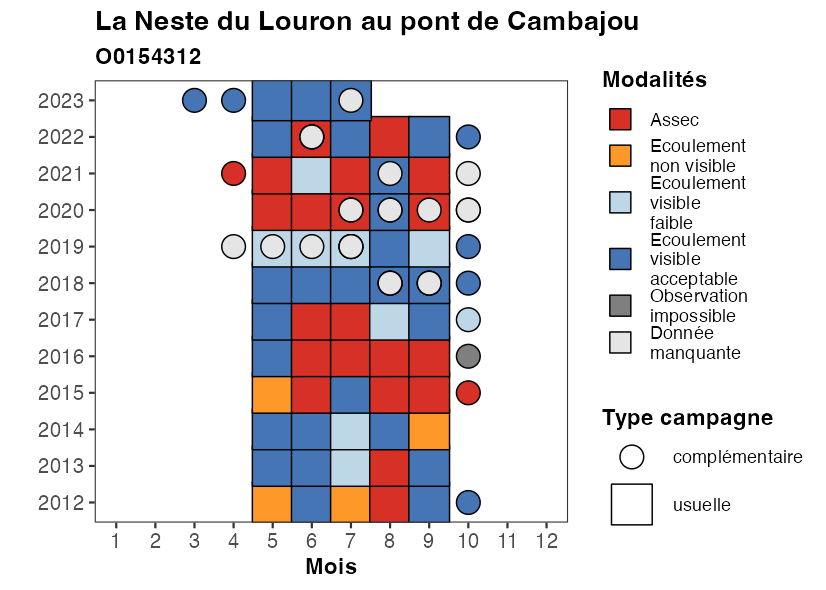 La Neste du Louron au pont de Cambajou
O0154312
2023
2022
2021
2020
2019
2018
2017
2016
2015
2014
2013
2012
1 2 3 4 5 6 7 8 9 10 11 12
Mois
Modalités
Assec
Ecoulement
non visible
Ecoulement
visible
faible
Ecoulement
visible
acceptable
Observation
impossible
Donnée
manquante
Type campagne
complémentaire
usuelle